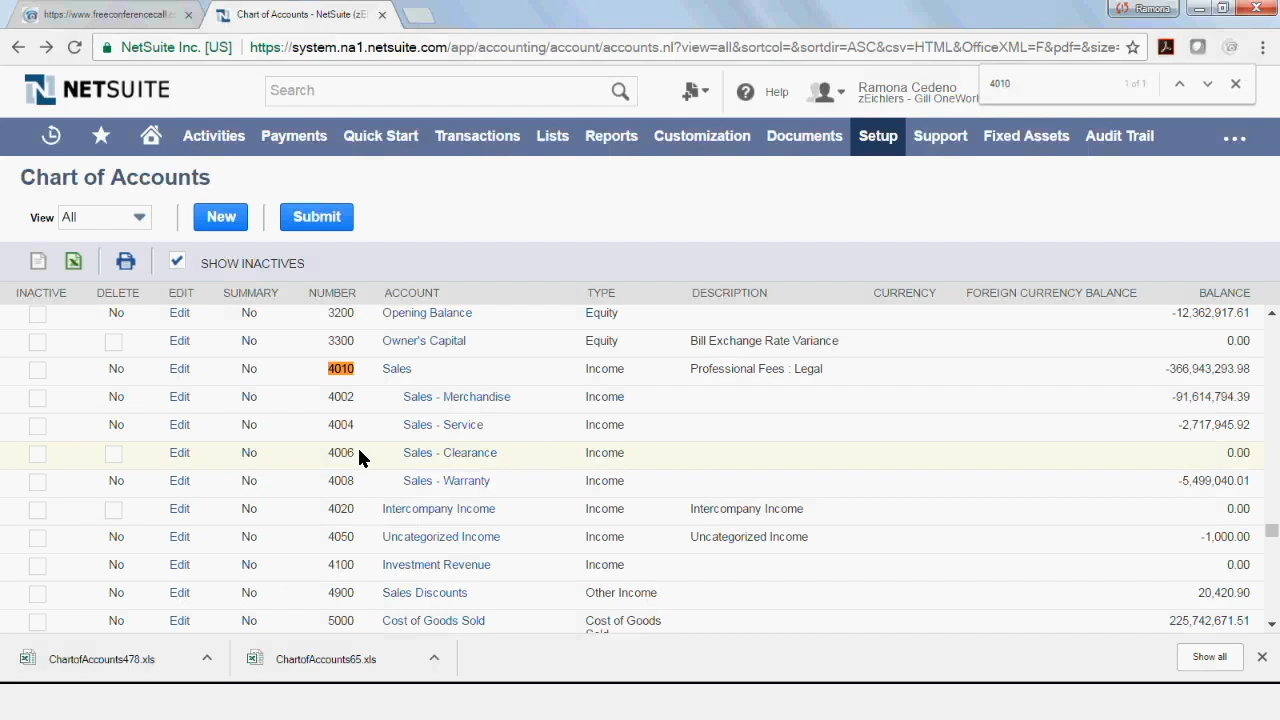 https://www.freeconferencecall.c
Chart of Accounts - NetSuite (zEi
Ramona
NetSuite Inc. [US]
https://system.na1.netsuite.com/app/accounting/account/accounts.nl?view=all&sortcol=&sortdir=ASC&csv=HTML&OfficeXML=F&pdf=&size=
NETSUITE
Search
Help
Ramona Cedeno
zEichlers - Gill OneWorl
4010
1 of 1
Activities Payments Quick Start Transactions Lists Reports Customization Documents Setup Support Fixed Assets Audit Trail
Chart of Accounts
View All New Submit
SHOW INACTIVES
INACTIVE DELETE EDIT SUMMARY NUMBER ACCOUNT TYPE DESCRIPTION CURRENCY FOREIGN CURRENCY BALANCE BALANCE
No Edit No 3200 Opening Balance Equity -12,362,917.61
Edit No 3300 Owner's Capital Equity Bill Exchange Rate Variance 0.00
No Edit No 4010 Sales Income Professional Fees : Legal -366,943,293.98
No Edit No 4002 Sales - Merchandise Income -91,614,794.39
No Edit No 4004 Sales - Service Income -2,717,945.92
Edit No 4006 Sales - Clearance Income 0.00
No Edit No 4008 Sales - Warranty Income -5,499,040.01
Edit No 4020 Intercompany Income Income Intercompany Income 0.00
No Edit No 4050 Uncategorized Income Income Uncategorized Income -1,000.00
No Edit No 4100 Investment Revenue Income 0.00
No Edit No 4900 Sales Discounts Other Income 20,420.90
No Edit No 5000 Cost of Goods Sold Cost of Goods 225,742,671.51
Sold
ChartofAccounts478.xls ChartofAccounts65.xls Show all